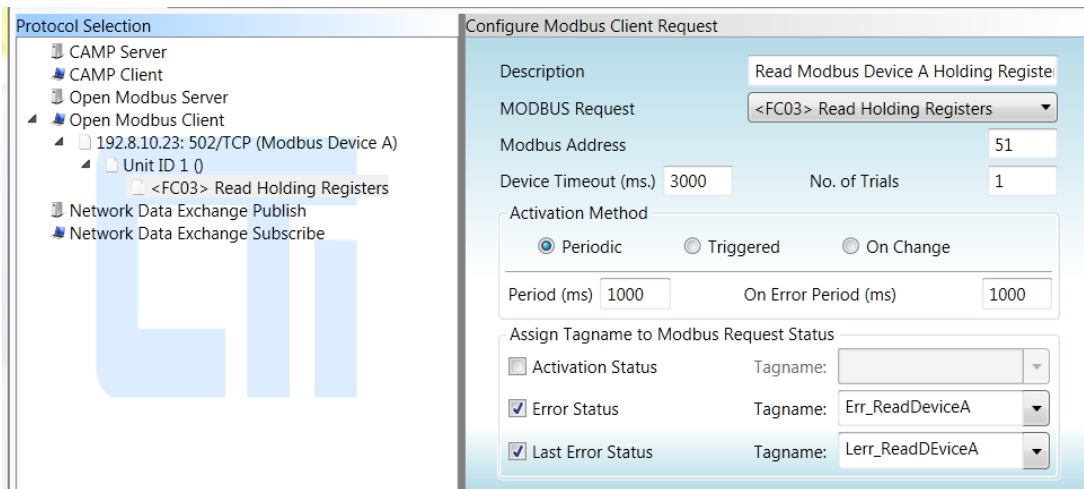 Protocol Selection
CAMP Server
CAMP Client
Open Modbus Server
Open Modbus Client
192.8.10.23: 502/TCP (Modbus Device A)
Unit ID 1 ()
<FC03> Read Holding Registers
Network Data Exchange Publish
Network Data Exchange Subscribe
Configure Modbus Client Request
Description Read Modbus Device A Holding Registe
MODBUS Request <FC03> Read Holding Registers
Modbus Address 51
Device Timeout (ms.) 3000 No. of Trials 1
Activation Method
Periodic Triggered On Change
Period (ms) 1000 On Error Period (ms) 1000
Assign Tagname to Modbus Request Status
Activation Status Tagname:
Error Status Tagname: Err_ReadDeviceA
Last Error Status Tagname: Lerr_ReadDEviceA